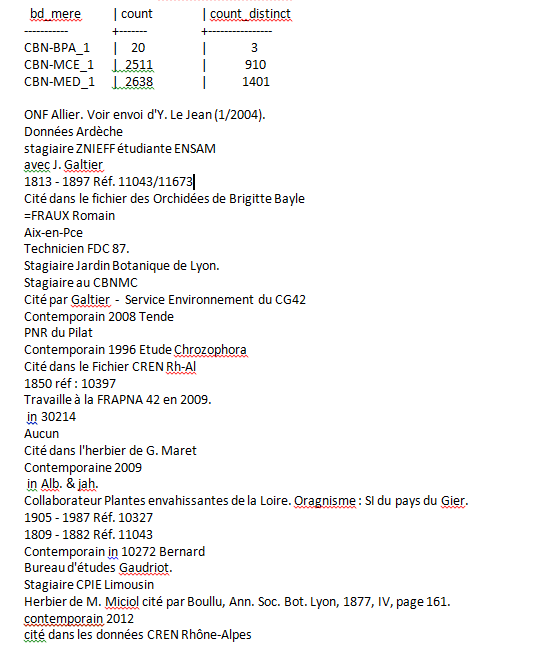 bd_mere | count | count_distinct
----------- +------- +----------------
CBN-BPA_1 | 20 | 3
CBN-MCE_1 | 2511 | 910
CBN-MED_1 | 2638 | 1401
ONF Allier. Voir envoi d'Y. Le Jean (1/2004).
Données Ardèche
stagiaire ZNIEFF étudiante ENSAM
avec J. Galtier
1813 - 1897 Réf. 11043/11673
Cité dans le fichier des Orchidées de Brigitte Bayle
=FRAUX Romain
Aix-en-Pce
Technicien FDC 87.
Stagiaire Jardin Botanique de Lyon.
Stagiaire au CBNMC
Cité par Galtier - Service Environnement du CG42
Contemporain 2008 Tende
PNR du Pilat
Contemporain 1996 Etude Chrozophora
Cité dans le Fichier CREN Rh-Al
1850 réf : 10397
Travaille à la FRAPNA 42 en 2009.
in 30214
Aucun
Cité dans l'herbier de G. Maret
Contemporaine 2009
in Alb. & jah.
Collaborateur Plantes envahissantes de la Loire. Oragnisme : SI du pays du Gier.
1905 - 1987 Réf. 10327
1809 - 1882 Réf. 11043
Contemporain in 10272 Bernard
Bureau d'études Gaudriot.
Stagiaire CPIE Limousin
Herbier de M. Miciol cité par Boullu, Ann. Soc. Bot. Lyon, 1877, IV, page 161.
contemporain 2012
cité dans les données CREN Rhône-Alpes